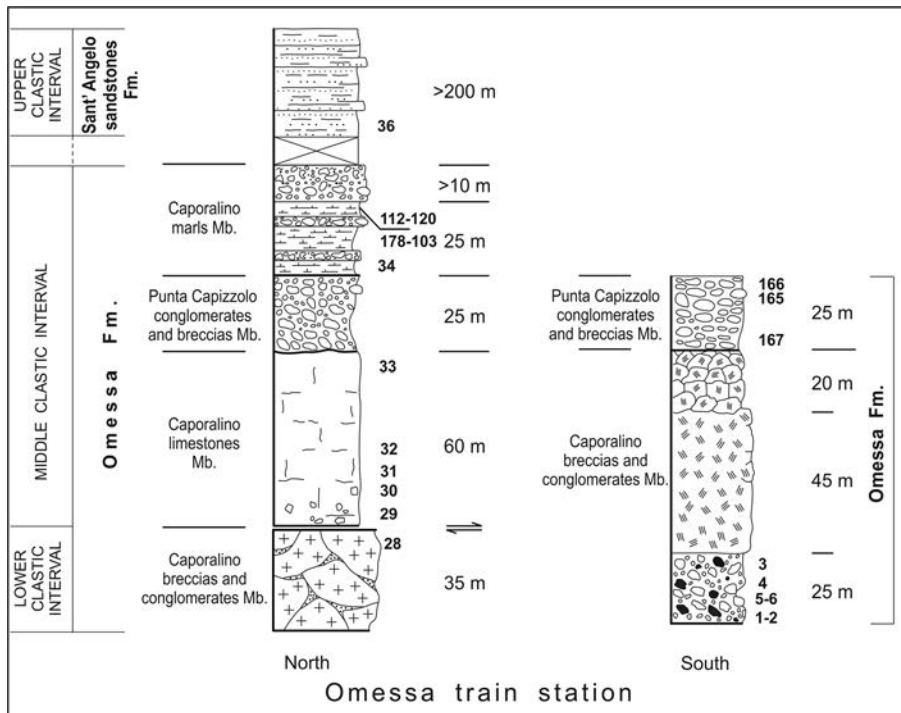 UPPER
CLASTIC
INTERVAL
Sant' Angelo
sandstones
Fm.
>200 m
36
MIDDLE CLASTIC INTERVAL
Omessa Fm.
Caporalino
marls Mb.
>10 m
112-120
178-103
25 m
34
Punta Capizzolo
conglomerates
and breccias Mb.
25 m
33
Caporalino
limestones
Mb.
32
60 m
31
30
29
LOWER
CLASTIC
INTERVAL
28
Caporalino
breccias and
conglomerates Mb.
35 m
North
Punta Capizzolo
conglomerates
and breccias Mb.
166
165
25 m
167
20 m
Caporalino
breccias and
conglomerates Mb.
45 m
3
4
25 m
5-6
1-2
Omessa Fm.
South
Omessa train station